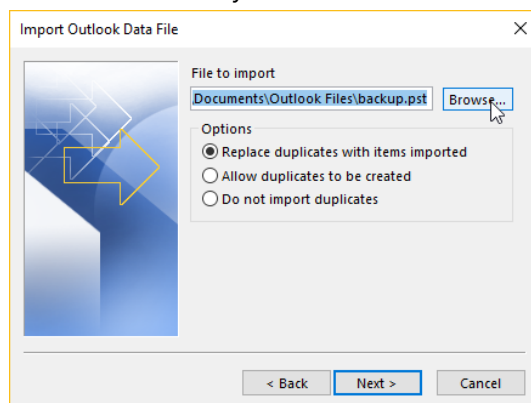 Import Outlook Data File
File to import
.Documents\Outlook Files\backup.pst
Browse...
Options
Replace duplicates with items imported
Allow duplicates to be created
Do not import duplicates
< Back
Next >
Cancel